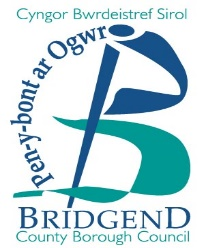 Cyngor Bwrdeistref Sirol
Pen-y-bont ar Ogwr
BRIDGEND
County Borough Council